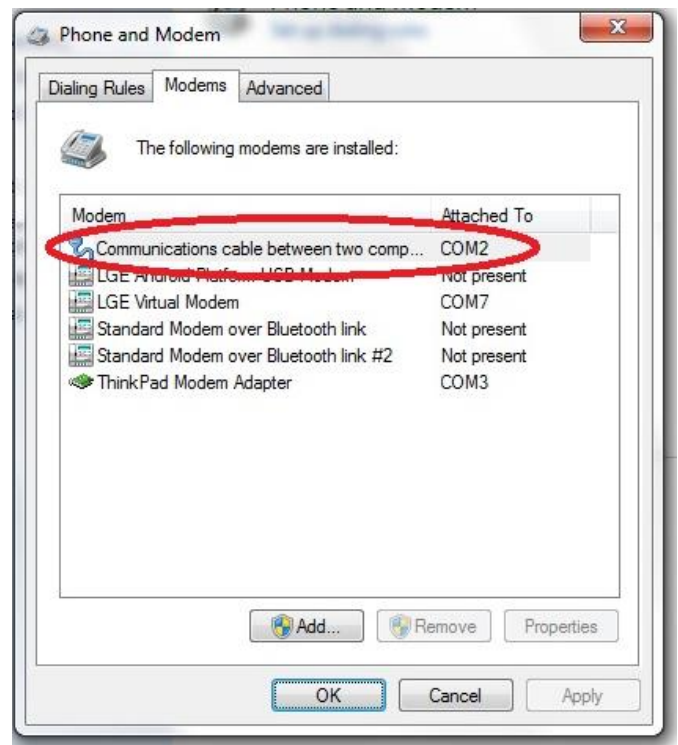 Phone and Modem
Dialing Rules Modems Advanced
The following modems are installed:
Modem Attached To
Communications cable between two comp... COM2
LGE Android Platform USB Modem Not present
LGE Virtual Modem COM7
Standard Modem over Bluetooth link Not present
Standard Modem over Bluetooth link #2 Not present
ThinkPad Modem Adapter COM3
Add... Remove Properties
OK Cancel Apply